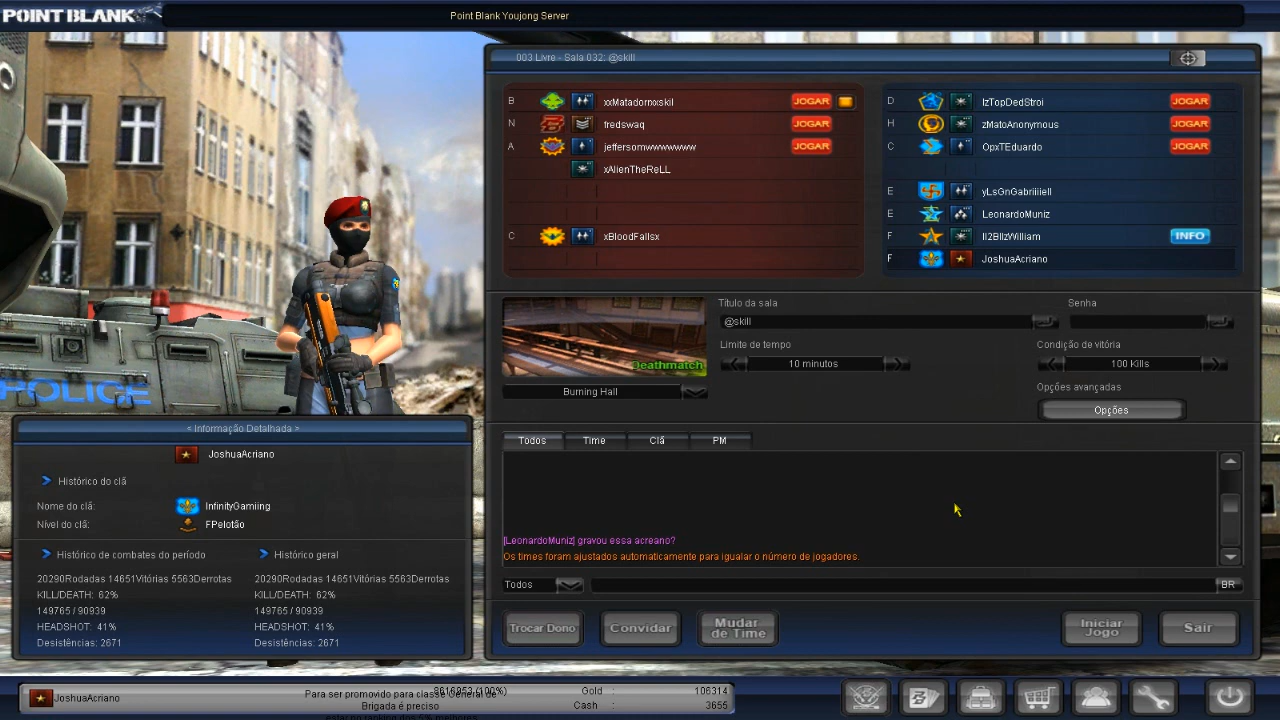 POINT BLANK
Point Blank Youjong Server
003 Livre - Sala 032: @skill
B xxMatadornxskil JOGAR
N fredswaq JOGAR
A jeffersomwwwwwww JOGAR
xAlienTheReLL
C xBloodFallsx
D IzTopDedStroi JOGAR
H zMatoAnonymous JOGAR
C OpxTEduardo JOGAR
E yLsGnGabriiiiell
E LeonardoMuniz
F II2BIIzWilliam INFO
F JoshuaAcriano
Deathmatch
Burning Hall
Título da sala
@skill
Senha
Limite de tempo
10 minutos
Condição de vitória
100 Kills
Opções avançadas
Opções
Todos Time Clã PM
[LeonardoMuniz] gravou essa acreano?
Os times foram ajustados automaticamente para igualar o número de jogadores.
Todos BR
Trocar Dono
Convidar
Mudar
de Time
Iniciar
Jogo
Sair
POLICE
< Informação Detalhada >
JoshuaAcriano
Histórico do clã
Nome do clã: InfinityGamiing
Nível do clã: FPelotão
Histórico de combates do período
20290Rodadas 14651Vitórias 5563Derrotas
KILL/DEATH: 62%
149765 / 90939
HEADSHOT: 41%
Desistências: 2671
Histórico geral
20290Rodadas 14651Vitórias 5563Derrotas
KILL/DEATH: 62%
149765 / 90939
HEADSHOT: 41%
Desistências: 2671
JoshuaAcriano
Para ser promovido para classe General de
Brigada é preciso
Gold : 106314
Cash : 3655